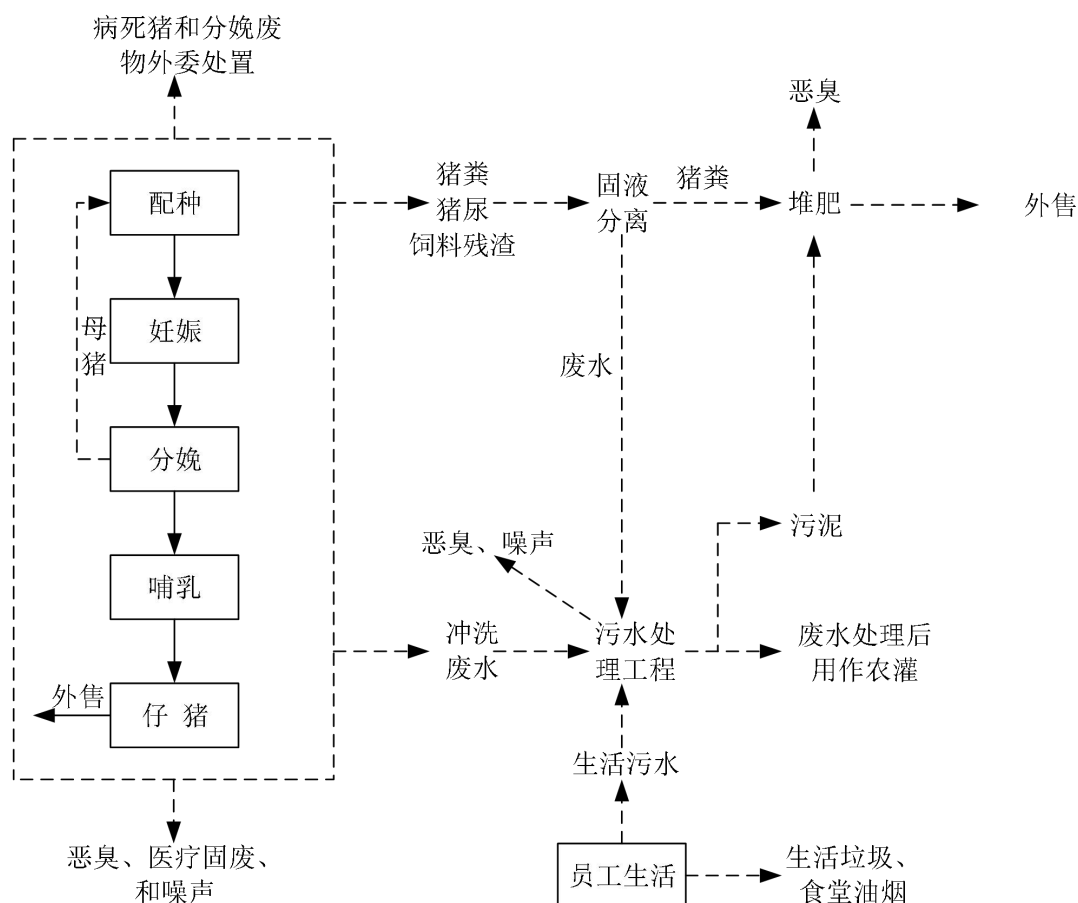 病死猪和分娩废
物外委处置
恶臭
配种
猪粪
猪尿
饲料残渣
固液
分离
猪粪
堆肥
外售
母
猪
妊娠
废水
分娩
恶臭、噪声
污泥
哺乳
冲洗
废水
污水处
理工程
废水处理后
用作农灌
外售
仔 猪
生活污水
恶臭、医疗固废、
和噪声
员工生活
生活垃圾、
食堂油烟